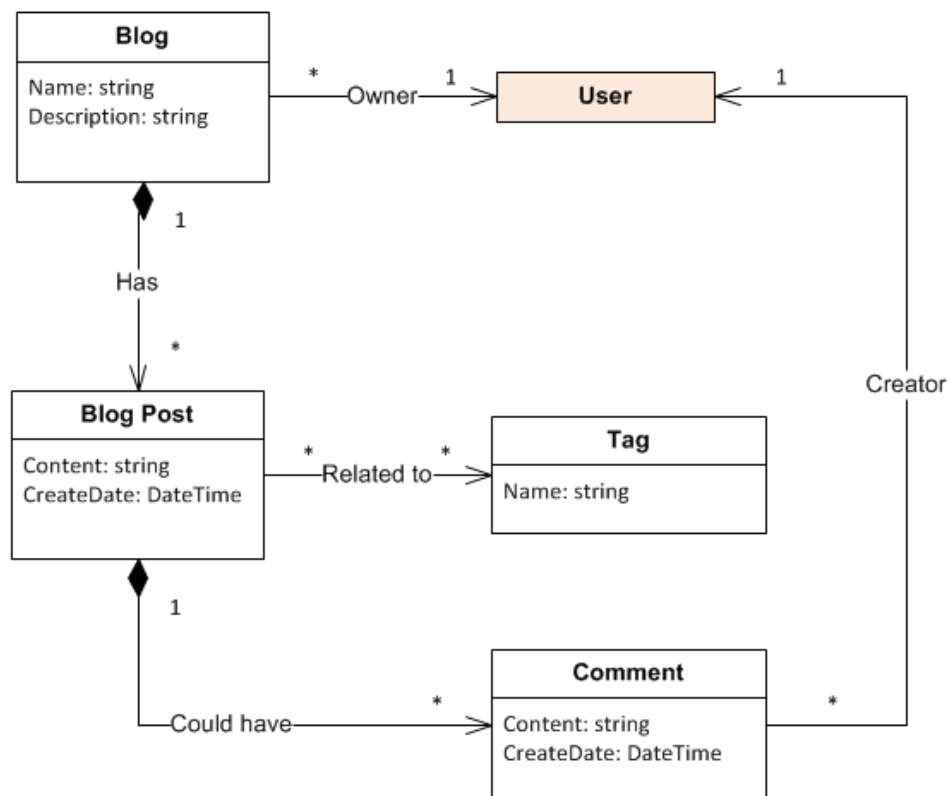 Blog
Name: string
Description: string
* Owner 1
User
1
1
Has
*
Creator
Blog Post
Content: string
CreateDate: DateTime
* Related to *
Tag
Name: string
1
Could have *
Comment
Content: string
CreateDate: DateTime
*